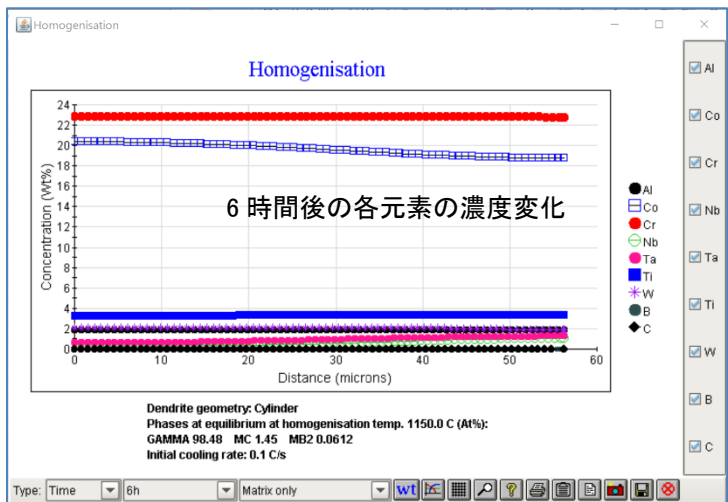 Homogenisation
Homogenisation
24
22
20
18
16
14
12
10
8
6
4
2
0
Concentration (Wt%)
6 時間後の各元素の濃度変化
0
10
20
30
40
50
60
Distance (microns)
Al
Co
Cr
Nb
Ta
Ti
W
B
C
Al
Co
Cr
Nb
Ta
Ti
W
B
C
Dendrite geometry: Cylinder
Phases at equilibrium at homogenisation temp. 1150.0 C (At%):
GAMMA 98.48 MC 1.45 MB2 0.0612
Initial cooling rate: 0.1 C/s
Type: Time 6h Matrix only wt